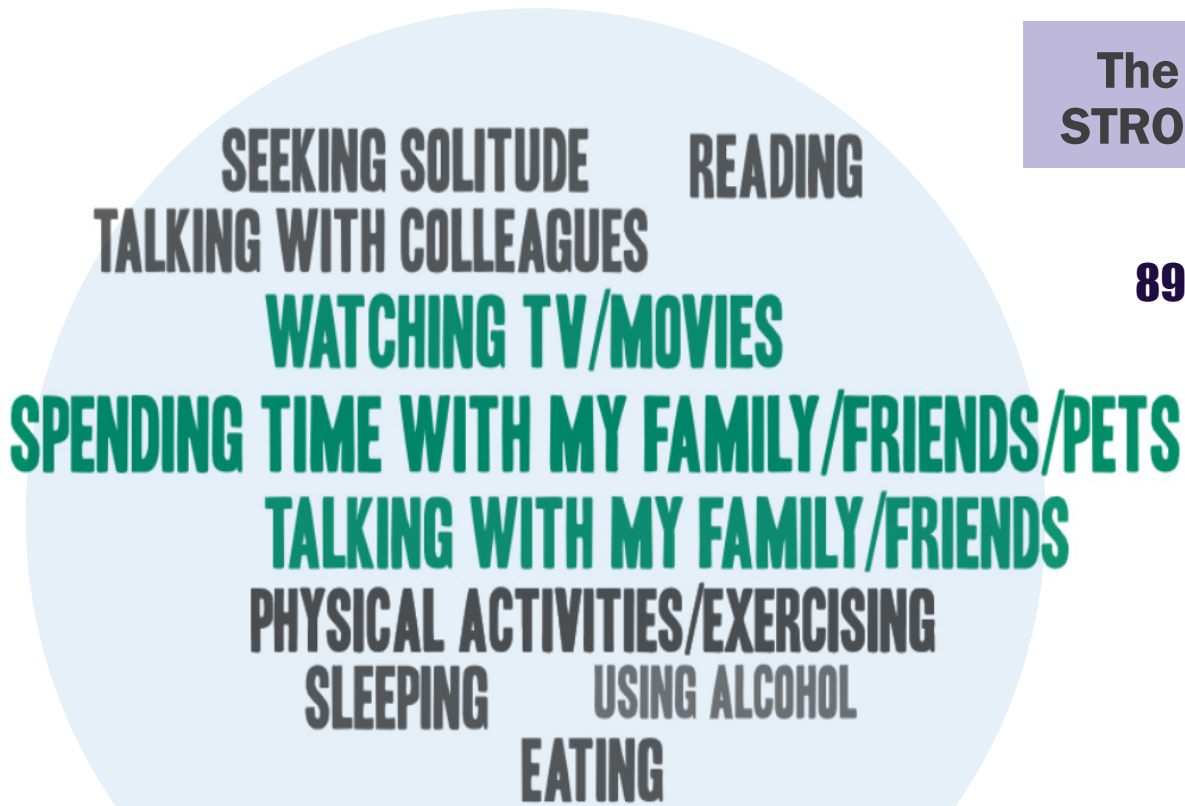 The
STRO
SEEKING SOLITUDE READING
TALKING WITH COLLEAGUES
89
WATCHING TV/MOVIES
SPENDING TIME WITH MY FAMILY/FRIENDS/PETS
TALKING WITH MY FAMILY/FRIENDS
PHYSICAL ACTIVITIES/EXERCISING
SLEEPING USING ALCOHOL
EATING